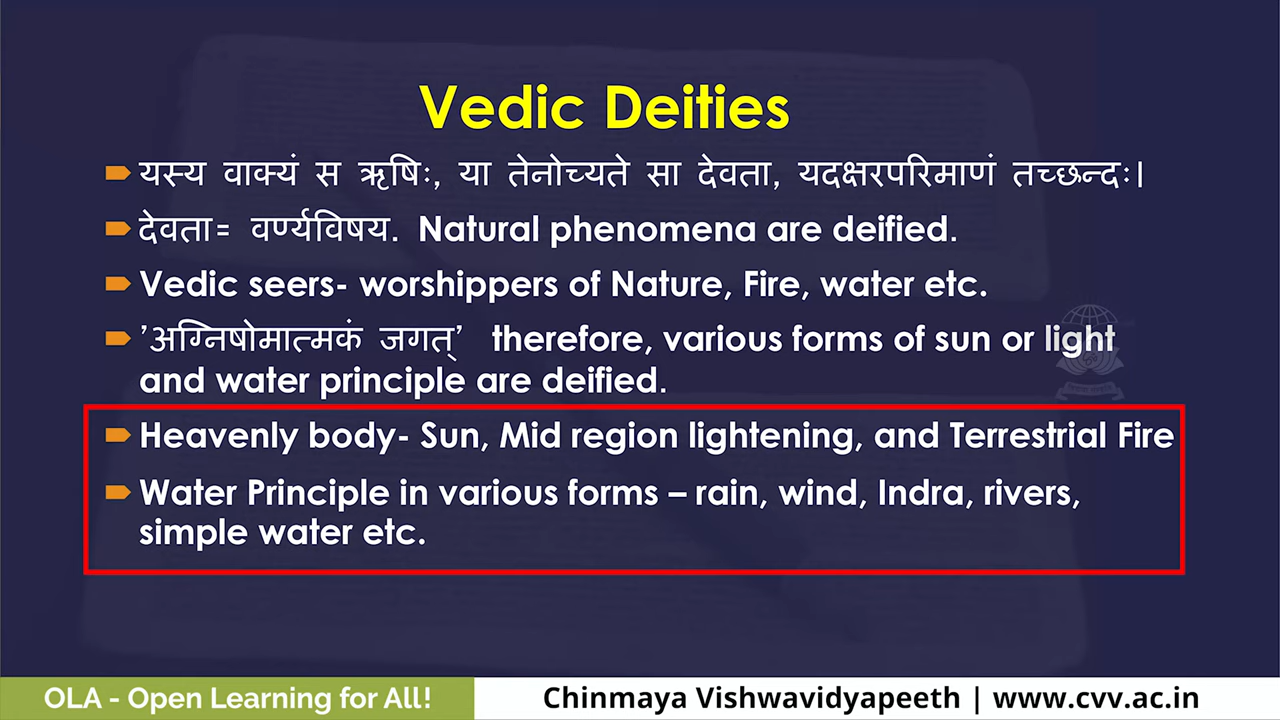 Vedic Deities
यस्य वाक्यं स ऋषिः, या तेनोच्यते सा देवता, यदक्षरपरिमाणं तच्छन्दः।
देवता= वर्ण्यविषय. Natural phenomena are deified.
Vedic seers- worshippers of Nature, Fire, water etc.
’अग्निषोमात्मकं जगत्’ therefore, various forms of sun or light
and water principle are deified.
Heavenly body- Sun, Mid region lightening, and Terrestrial Fire
Water Principle in various forms – rain, wind, Indra, rivers,
simple water etc.
OLA - Open Learning for All!
Chinmaya Vishwavidyapeeth | www.cvv.ac.in